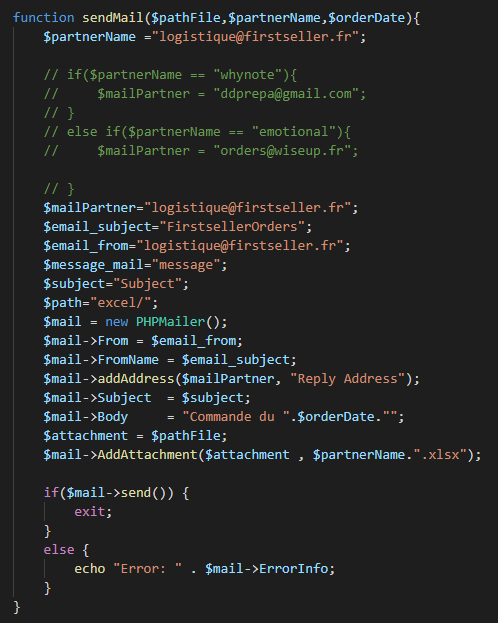 function sendMail($pathFile,$partnerName,$orderDate){
$partnerName ="logistique@firstseller.fr";
// if($partnerName == "whynote"){
//     $mailPartner = "ddprepa@gmail.com";
// }
// else if($partnerName == "emotional"){
//     $mailPartner = "orders@wiseup.fr";
// }
$mailPartner="logistique@firstseller.fr";
$email_subject="FirstsellerOrders";
$email_from="logistique@firstseller.fr";
$message_mail="message";
$subject="Subject";
$path="excel/";
$mail = new PHPMailer();
$mail->From = $email_from;
$mail->FromName = $email_subject;
$mail->addAddress($mailPartner, "Reply Address");
$mail->Subject  = $subject;
$mail->Body     = "Commande du ".$orderDate."";
$attachment = $pathFile;
$mail->AddAttachment($attachment , $partnerName.".xlsx");
if($mail->send()) {
exit;
}
else {
echo "Error: " . $mail->ErrorInfo;
}
}